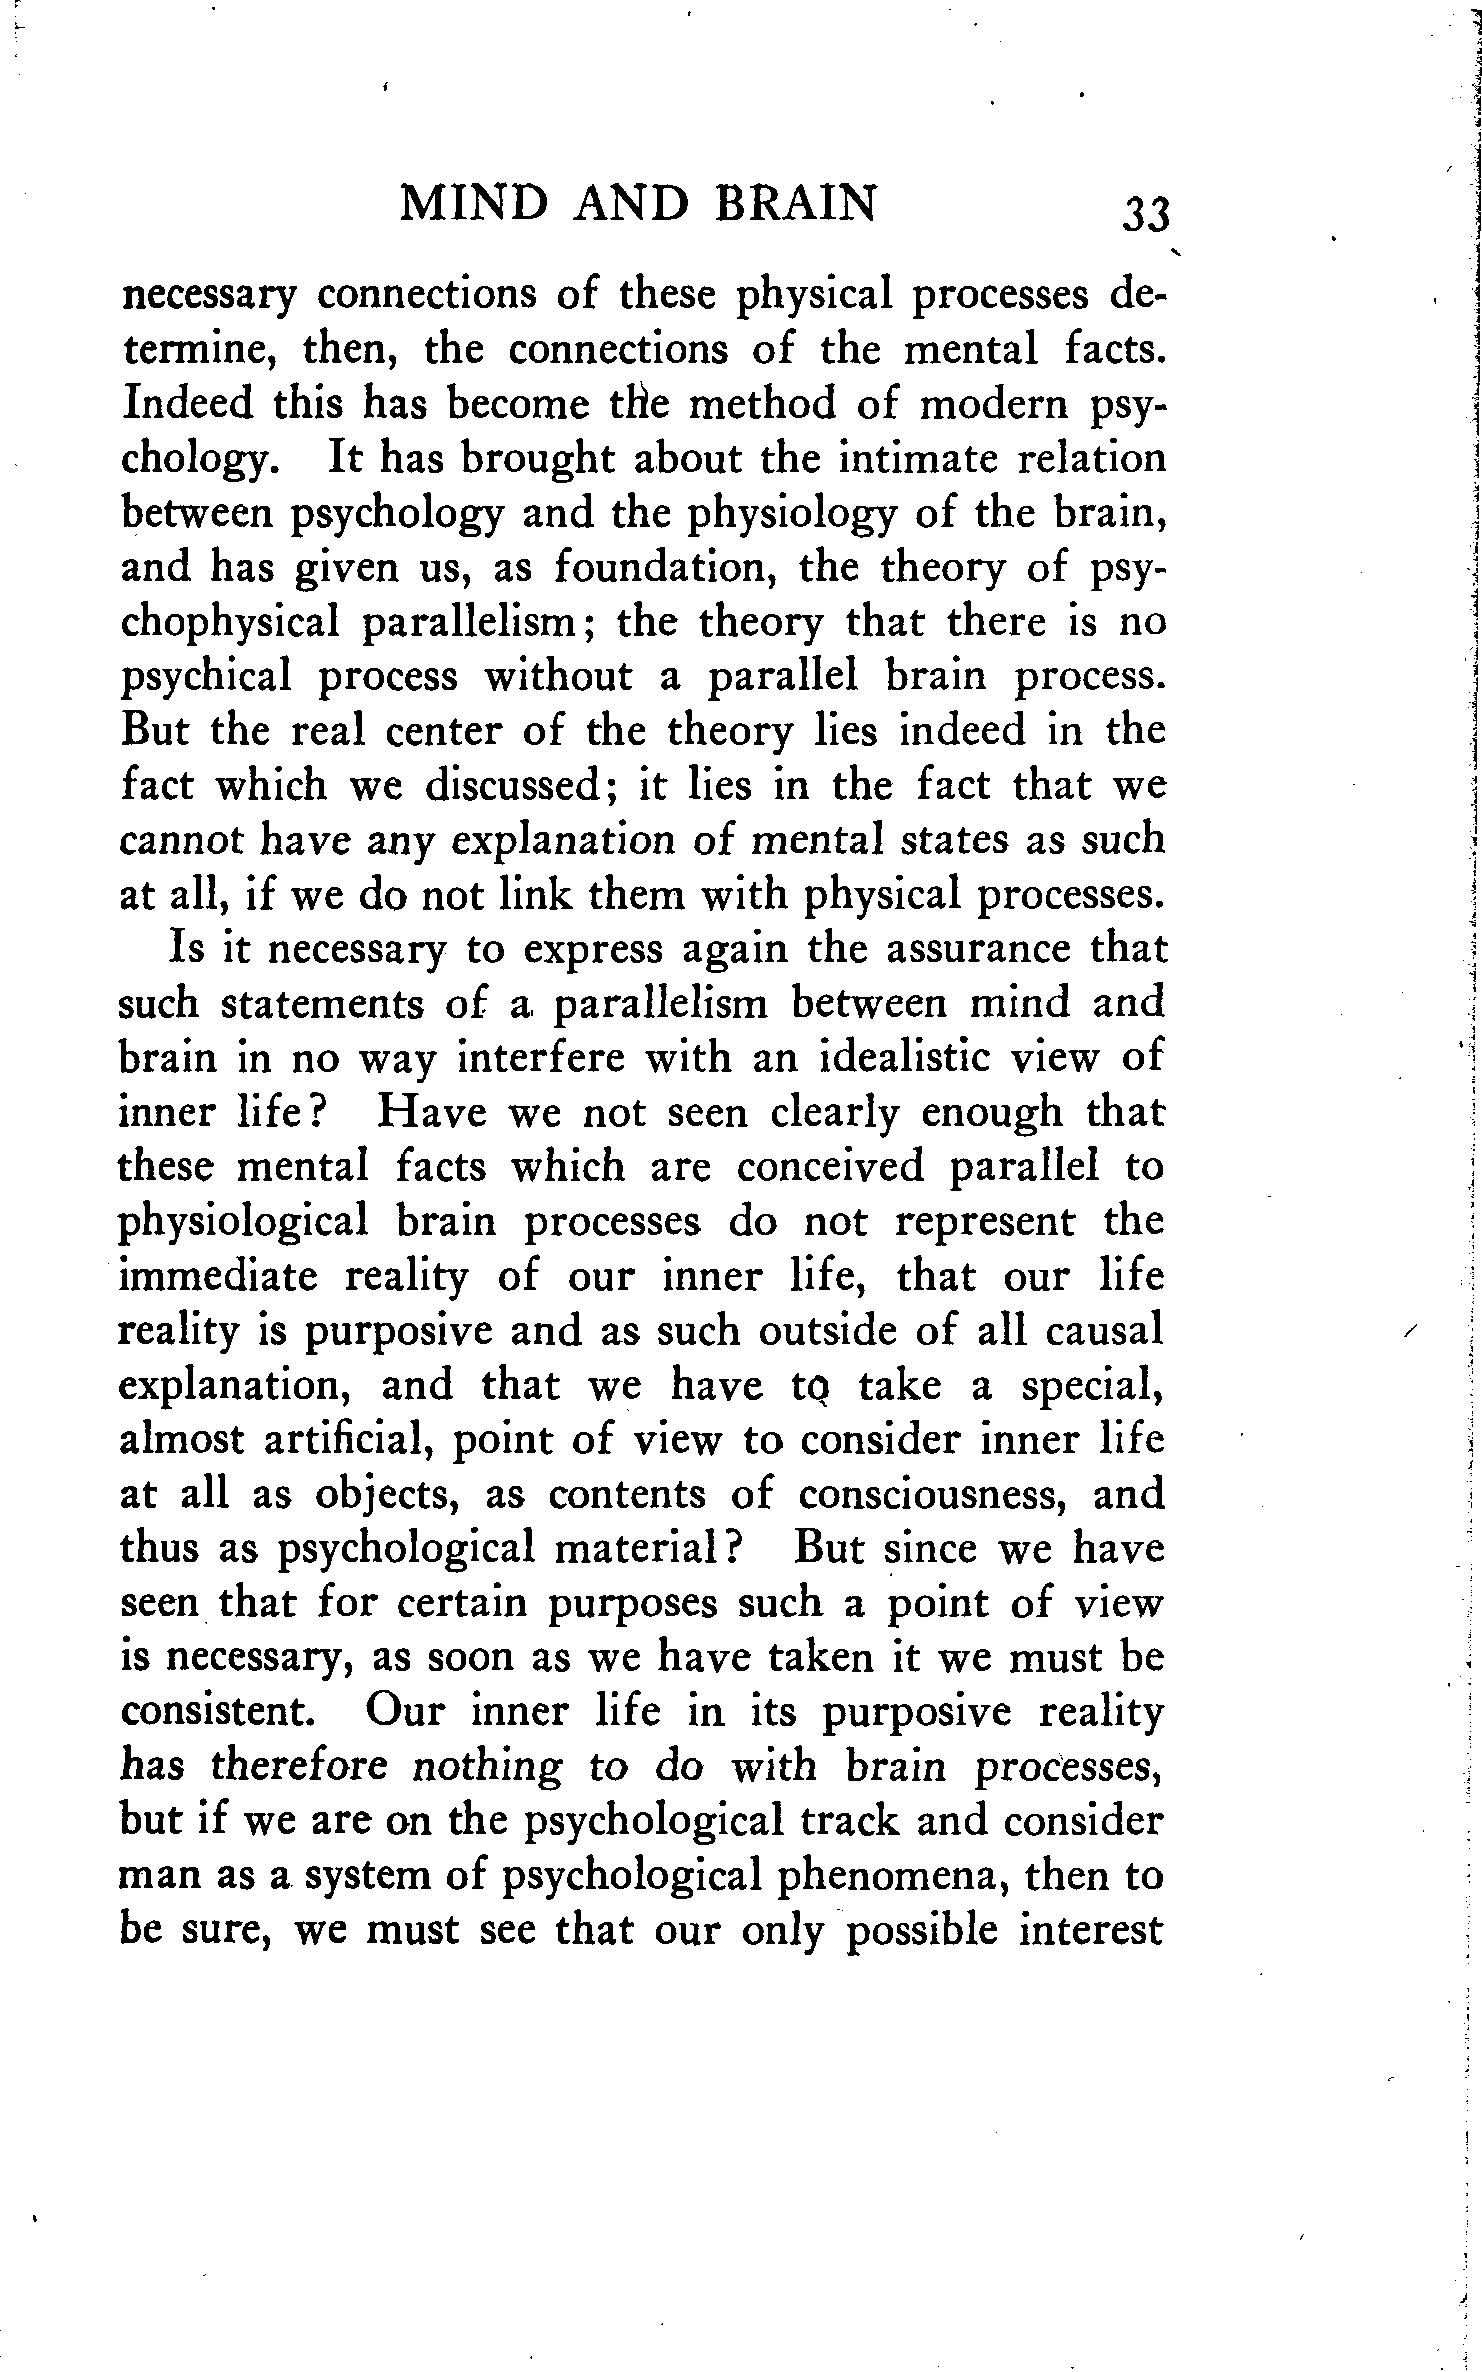 MIND AND BRAIN 33
necessary connections of these physical processes de-
termine, then, the connections of the mental facts.
Indeed this has become the method of modern psy-
chology. It has brought about the intimate relation
between psychology and the physiology of the brain,
and has given us, as foundation, the theory of psy-
chophysical parallelism; the theory that there is no
psychical process without a parallel brain process.
But the real center of the theory lies indeed in the
fact which we discussed; it lies in the fact that we
cannot have any explanation of mental states as such
at all, if we do not link them with physical processes.
Is it necessary to express again the assurance that
such statements of a parallelism between mind and
brain in no way interfere with an idealistic view of
inner life? Have we not seen clearly enough that
these mental facts which are conceived parallel to
physiological brain processes do not represent the
immediate reality of our inner life, that our life
reality is purposive and as such outside of all causal
explanation, and that we have to take a special,
almost artificial, point of view to consider inner life
at all as objects, as contents of consciousness, and
thus as psychological material? But since we have
seen that for certain purposes such a point of view
is necessary, as soon as we have taken it we must be
consistent. Our inner life in its purposive reality
has therefore nothing to do with brain processes,
but if we are on the psychological track and consider
man as a system of psychological phenomena, then to
be sure, we must see that our only possible interest